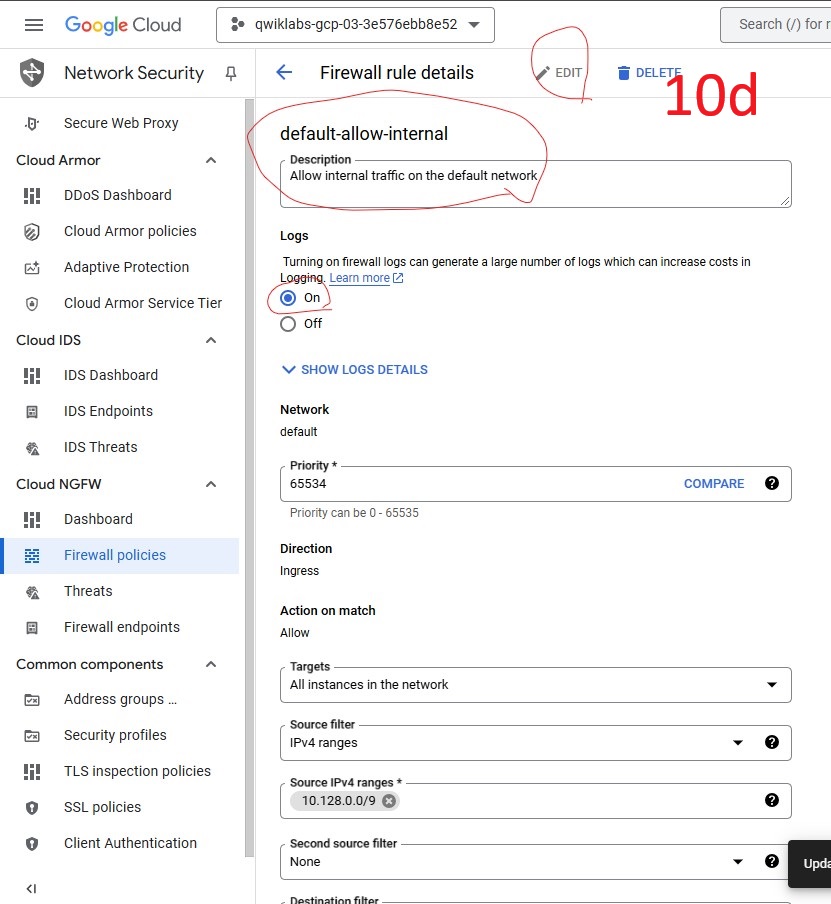 Google Cloud
qwiklabs-gcp-03-3e576ebb8e52
Search (/) for r
Network Security
Firewall rule details
EDIT
DELETE
10d
Secure Web Proxy
Cloud Armor
DDoS Dashboard
Cloud Armor policies
Adaptive Protection
Cloud Armor Service Tier
Cloud IDS
IDS Dashboard
IDS Endpoints
IDS Threats
Cloud NGFW
Dashboard
Firewall policies
Threats
Firewall endpoints
Common components
Address groups ...
Security profiles
TLS inspection policies
SSL policies
Client Authentication
default-allow-internal
Description
Allow internal traffic on the default network
Logs
Turning on firewall logs can generate a large number of logs which can increase costs in
Logging. Learn more
On
Off
SHOW LOGS DETAILS
Network
default
Priority *
65534
COMPARE
Priority can be 0 - 65535
Direction
Ingress
Action on match
Allow
Targets
All instances in the network
Source filter
IPv4 ranges
Source IPv4 ranges *
10.128.0.0/9
Second source filter
None
Destination filter
Upda